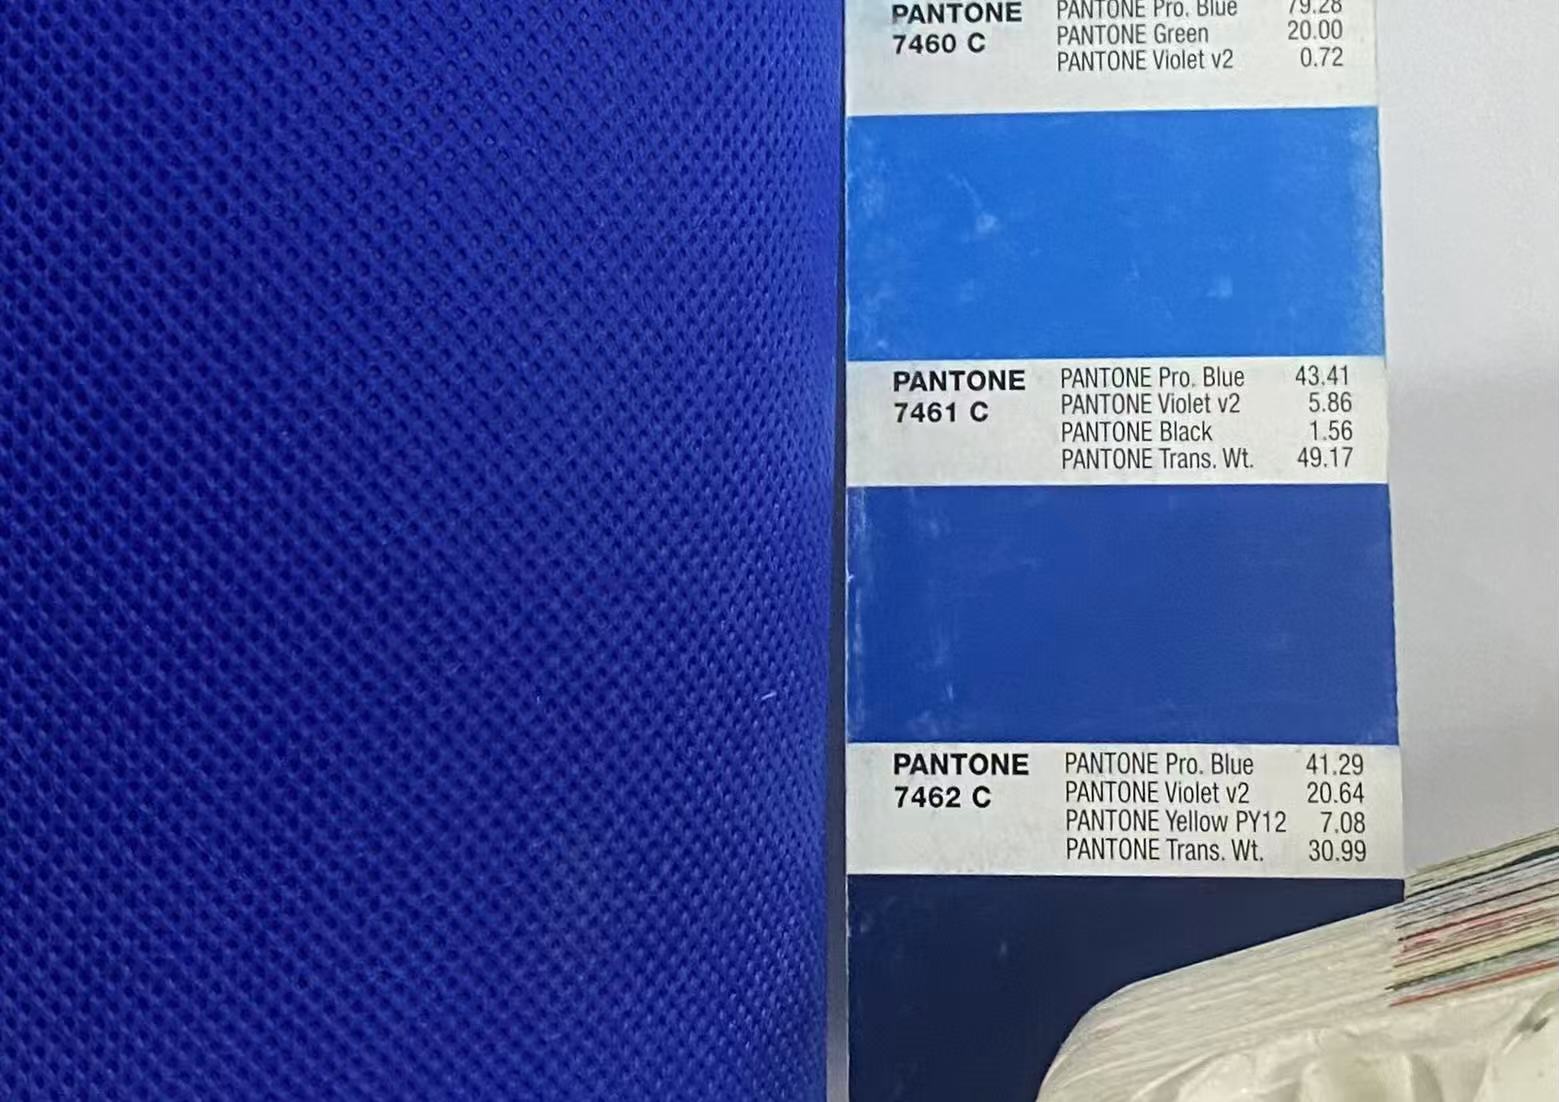 PANTONE PANTONE Pro. Blue 79.28
7460 C PANTONE Green 20.00
PANTONE Violet v2 0.72
PANTONE PANTONE Pro. Blue 43.41
7461 C PANTONE Violet v2 5.86
PANTONE Black 1.56
PANTONE Trans. Wt. 49.17
PANTONE PANTONE Pro. Blue 41.29
7462 C PANTONE Violet v2 20.64
PANTONE Yellow PY12 7.08
PANTONE Trans. Wt. 30.99